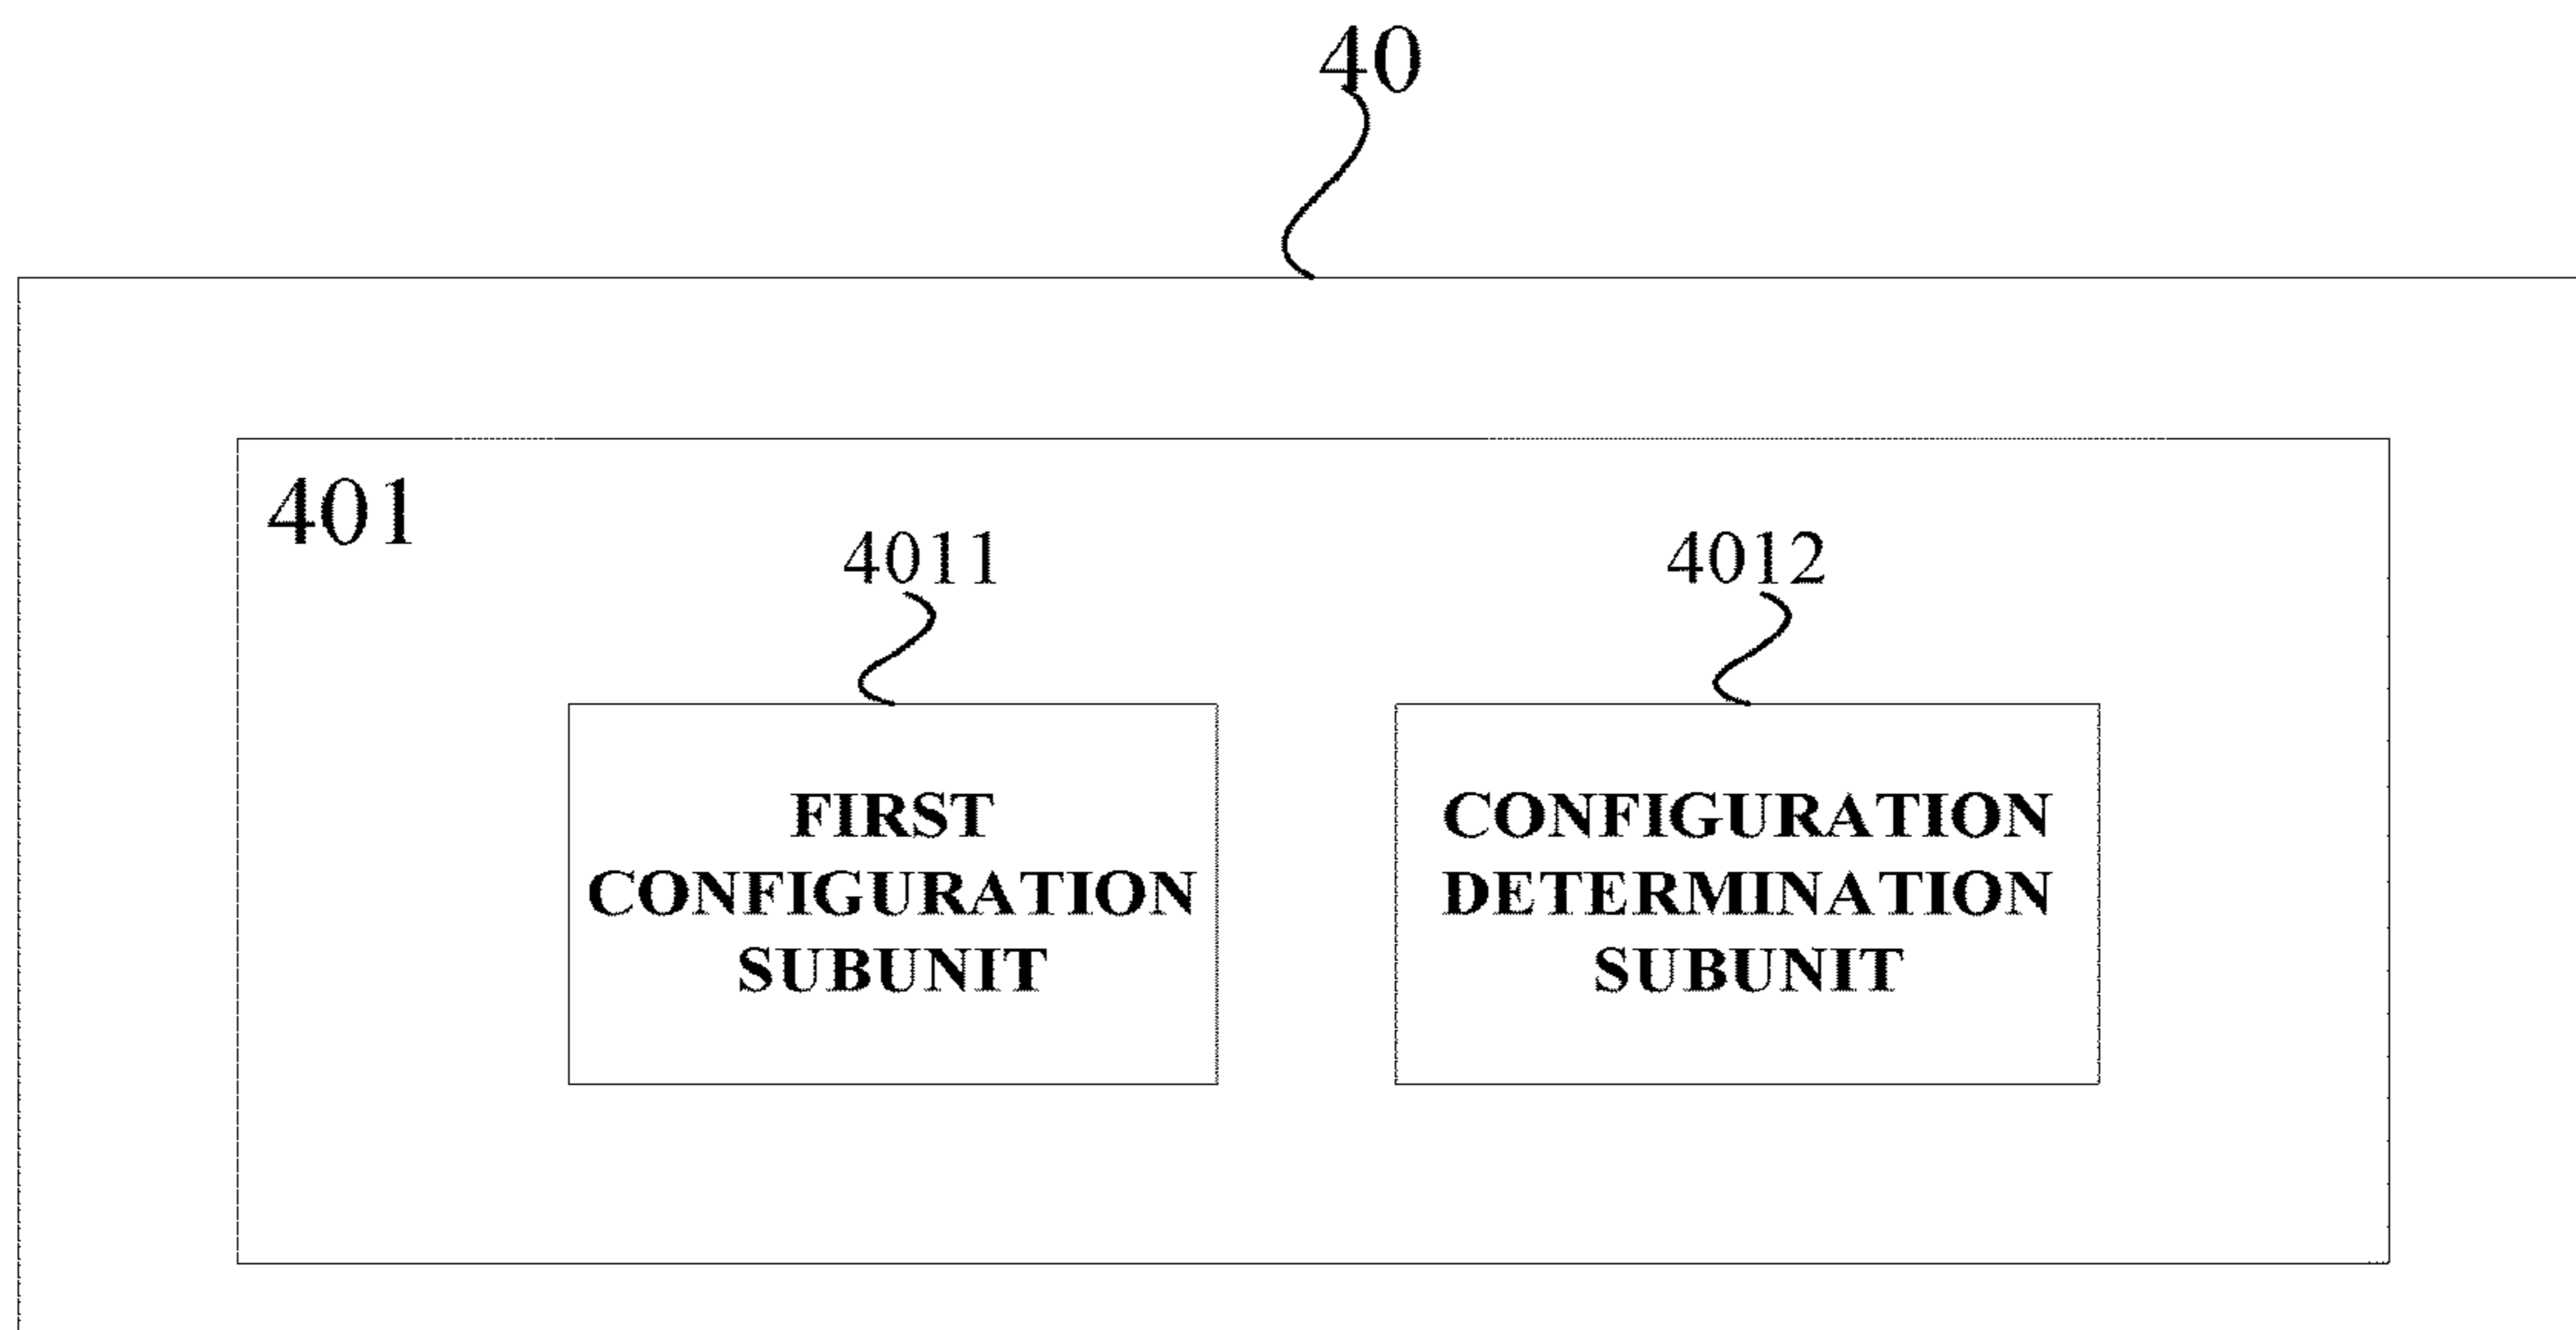 40
401
4011
4012
FIRST
CONFIGURATION
SUBUNIT
CONFIGURATION
DETERMINATION
SUBUNIT